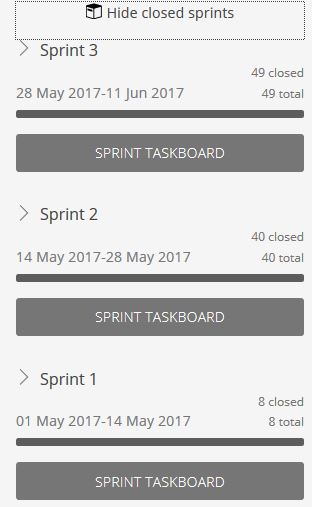 Hide closed sprints
Sprint 3
49 closed
28 May 2017-11 Jun 2017
49 total
SPRINT TASKBOARD
Sprint 2
40 closed
14 May 2017-28 May 2017
40 total
SPRINT TASKBOARD
Sprint 1
8 closed
01 May 2017-14 May 2017
8 total
SPRINT TASKBOARD